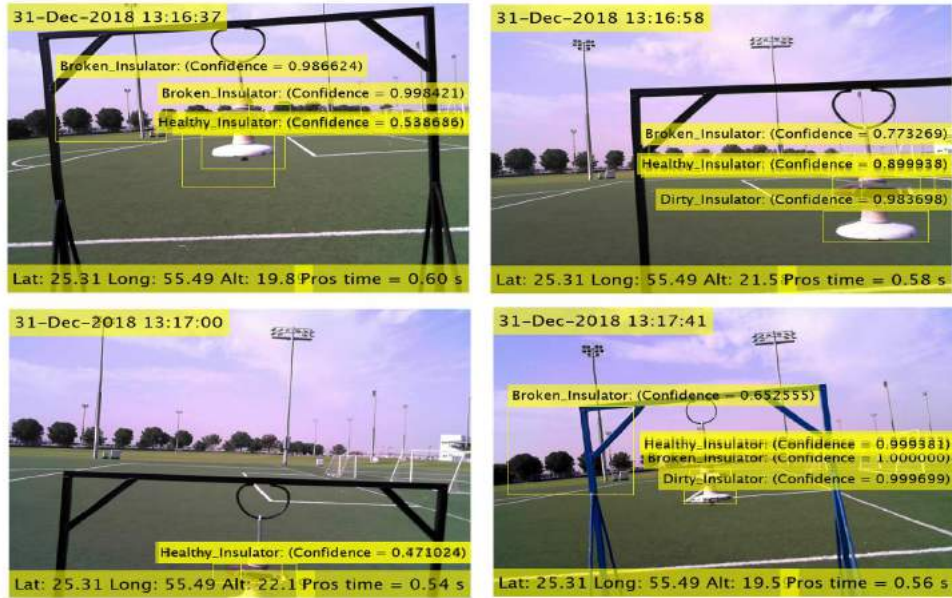 31-Dec-2018 13:16:37
Broken_Insulator: (Confidence = 0.986624)
Broken_Insulator: (Confidence = 0.998421)
Healthy_Insulator: (Confidence = 0.538686)
Lat: 25.31 Long: 55.49 Alt: 19.8 Pros time = 0.60 s
31-Dec-2018 13:16:58
Broken_Insulator: (Confidence = 0.773269)
Healthy_Insulator: (Confidence = 0.899938)
Dirty_Insulator: (Confidence = 0.983698)
Lat: 25.31 Long: 55.49 Alt: 21.5 Pros time = 0.58 s
31-Dec-2018 13:17:00
Healthy_Insulator: (Confidence = 0.471024)
Lat: 25.31 Long: 55.49 Alt: 22.1 Pros time = 0.54 s
31-Dec-2018 13:17:41
Broken_Insulator: (Confidence = 0.652555)
Healthy_Insulator: (Confidence = 0.999381)
Broken_Insulator: (Confidence = 1.000000)
Dirty_Insulator: (Confidence = 0.999699)
Lat: 25.31 Long: 55.49 Alt: 19.5 Pros time = 0.56 s